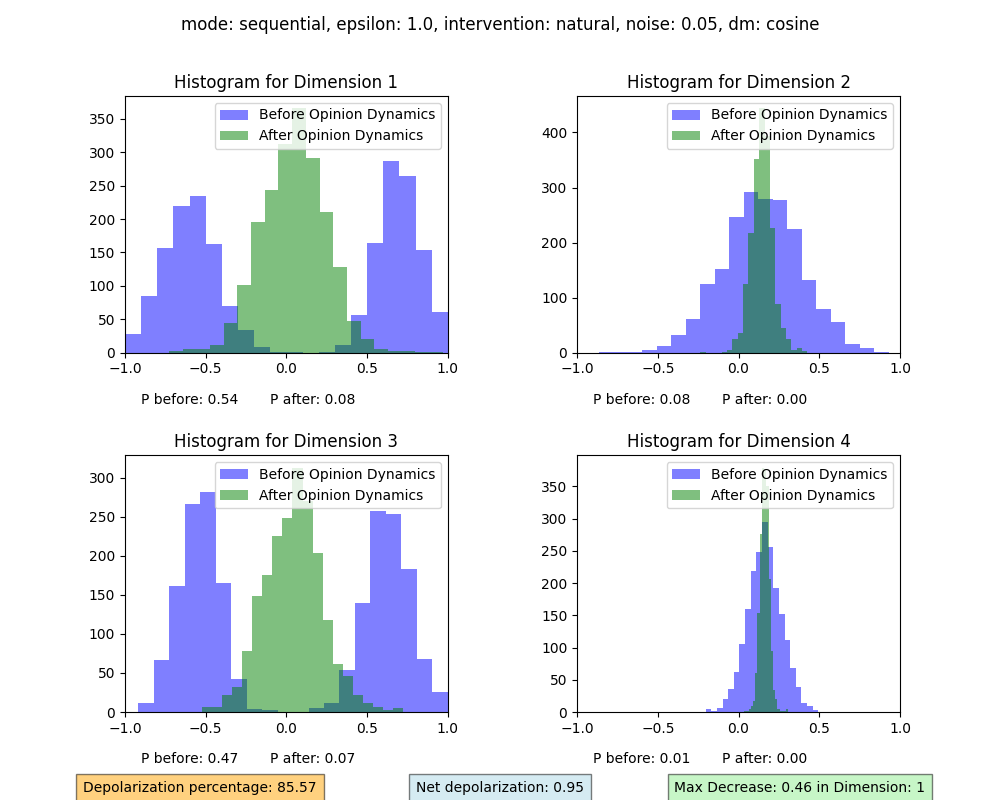 mode: sequential, epsilon: 1.0, intervention: natural, noise: 0.05, dm: cosine
Histogram for Dimension 1
Before Opinion Dynamics
After Opinion Dynamics
350
300
250
200
150
100
50
0
−1.0 −0.5 0.0 0.5 1.0
P before: 0.54 P after: 0.08
Histogram for Dimension 2
Before Opinion Dynamics
After Opinion Dynamics
400
300
200
100
0
−1.0 −0.5 0.0 0.5 1.0
P before: 0.08 P after: 0.00
Histogram for Dimension 3
Before Opinion Dynamics
After Opinion Dynamics
300
250
200
150
100
50
0
−1.0 −0.5 0.0 0.5 1.0
P before: 0.47 P after: 0.07
Histogram for Dimension 4
Before Opinion Dynamics
After Opinion Dynamics
350
300
250
200
150
100
50
0
−1.0 −0.5 0.0 0.5 1.0
P before: 0.01 P after: 0.00
Depolarization percentage: 85.57
Net depolarization: 0.95
Max Decrease: 0.46 in Dimension: 1